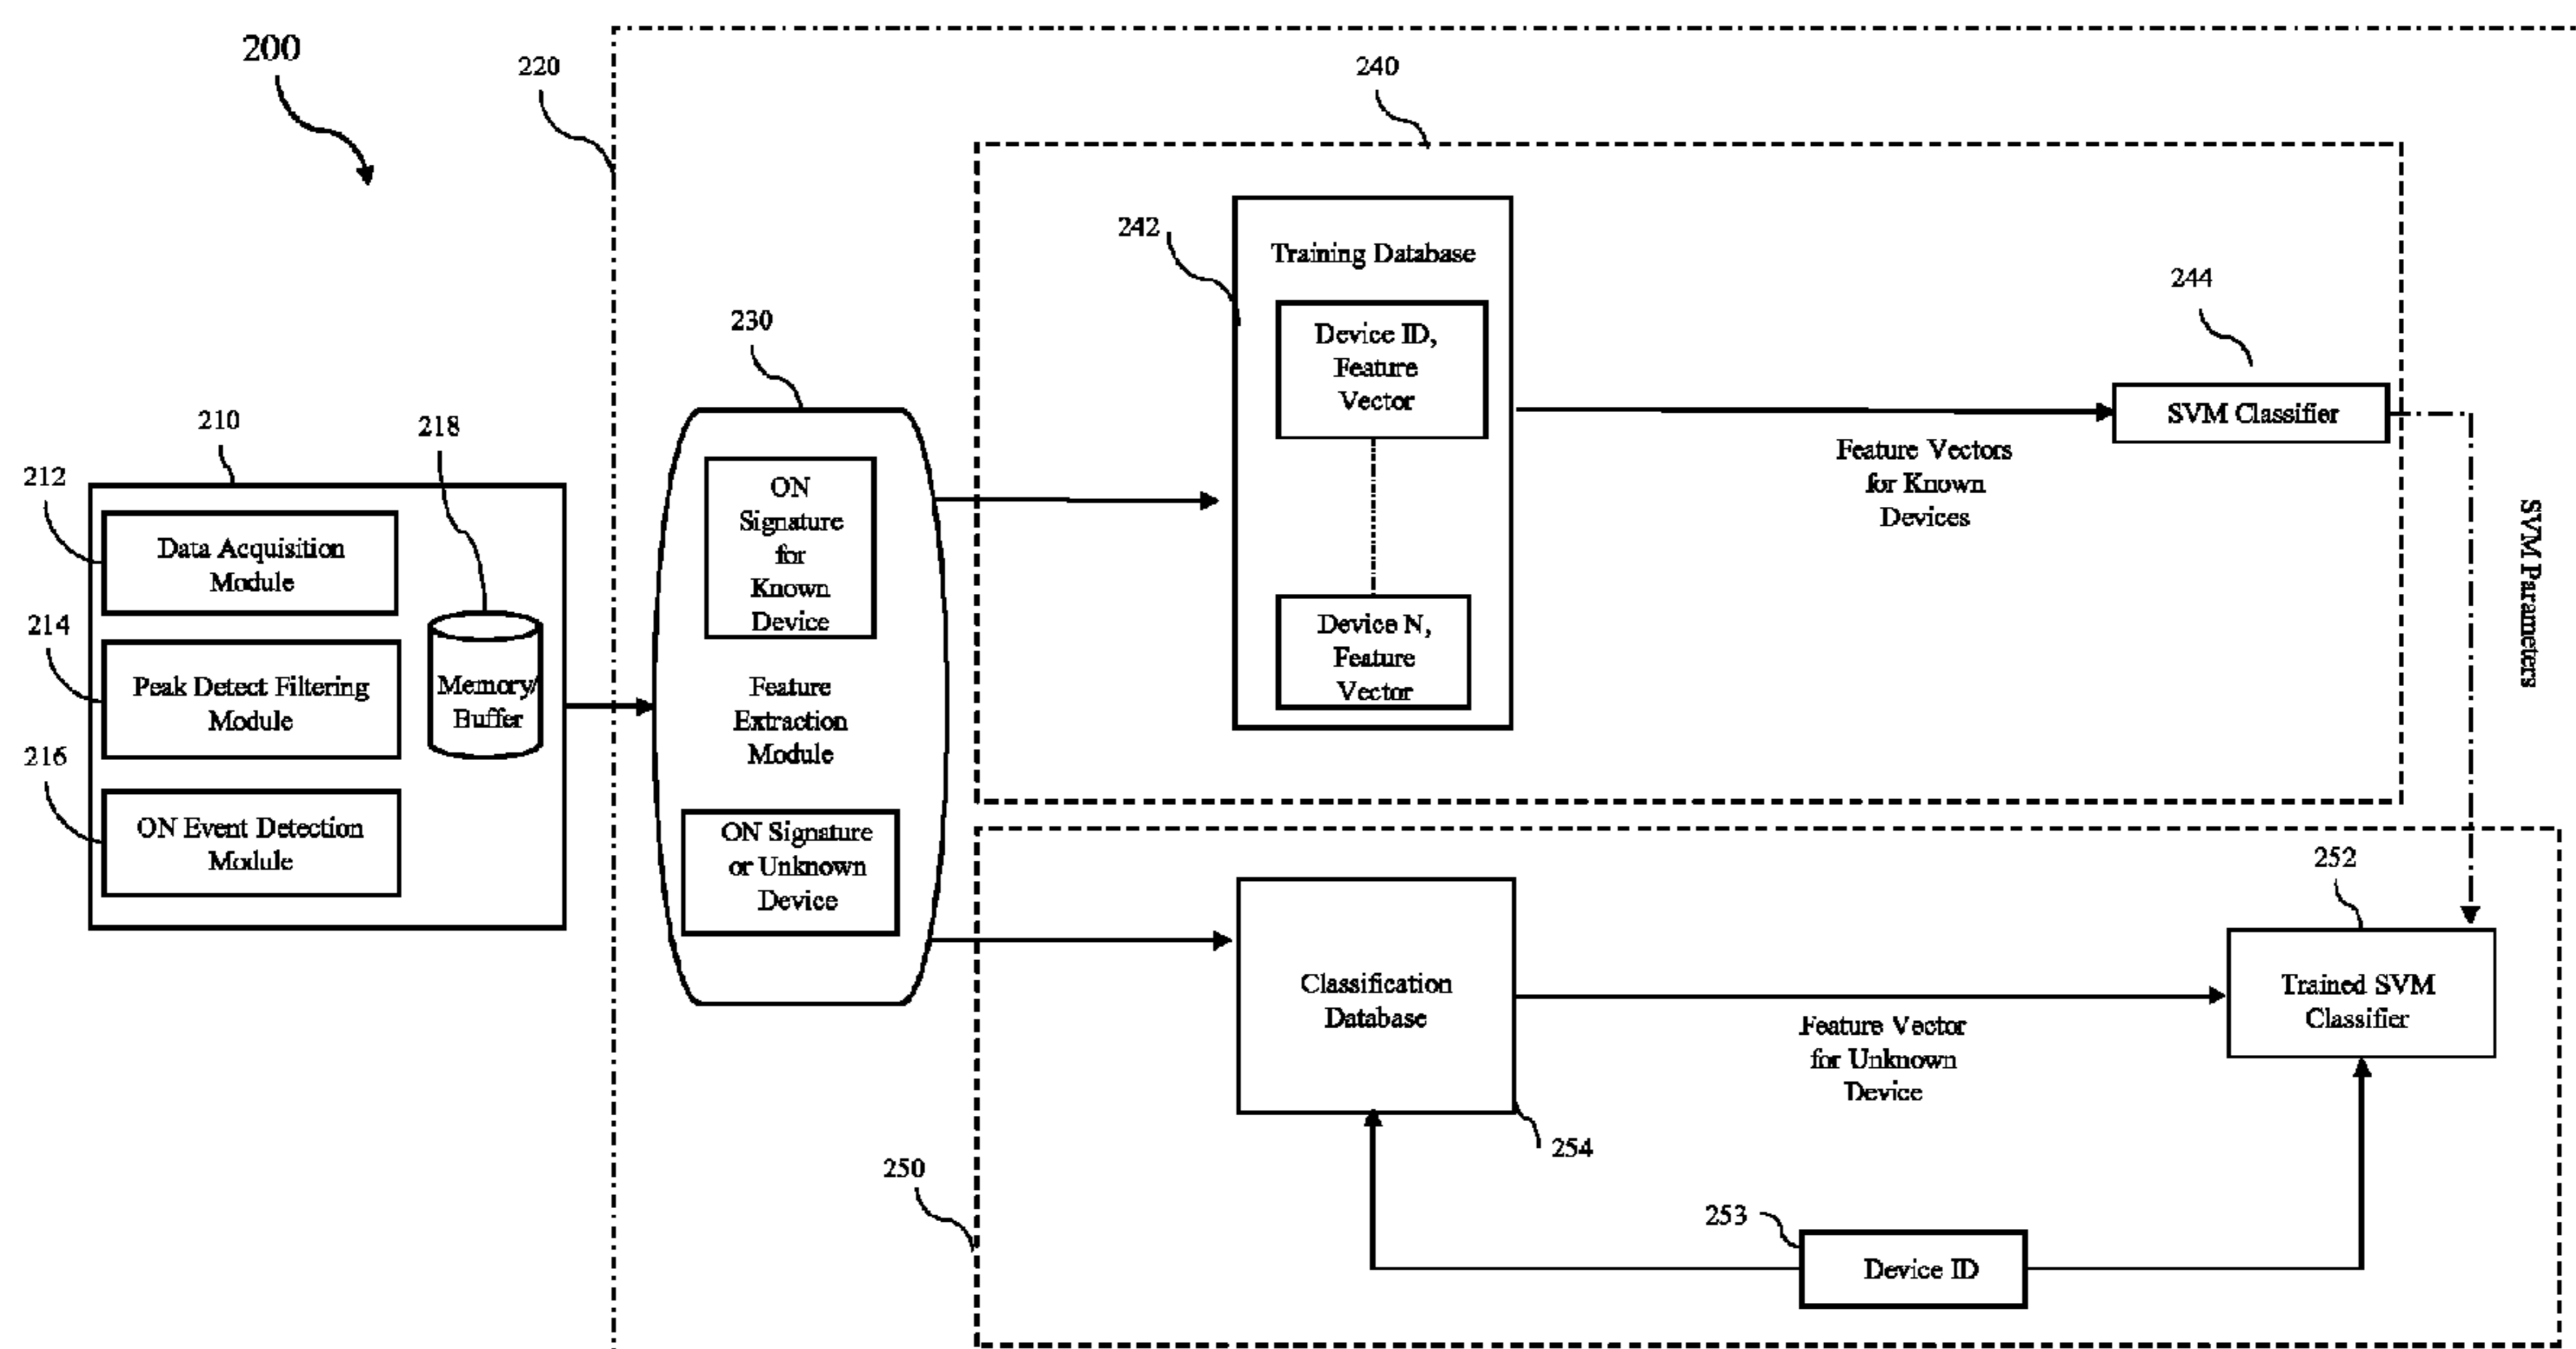 200
220
240
242
Training Database
244
230
Device ID,
Feature
Vector
210
218
SVM Classifier
212
ON
Signature
for
Known
Device
Feature Vectors
for Known
Devices
Data Acquisition
Module
SVM Parameters
214
Device N,
Feature
Vector
Peak Detect Filtering
Module
Memory/
Buffer
Feature
Extraction
Module
216
ON Event Detection
Module
ON Signature
or Unknown
Device
252
Classification
Database
Trained SVM
Classifier
Feature Vector
for Unknown
Device
254
250
253
Device ID